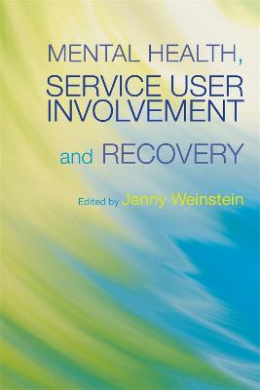 MENTAL HEALTH,
SERVICE USER
INVOLVEMENT
and RECOVERY
Edited by Jenny Weinstein